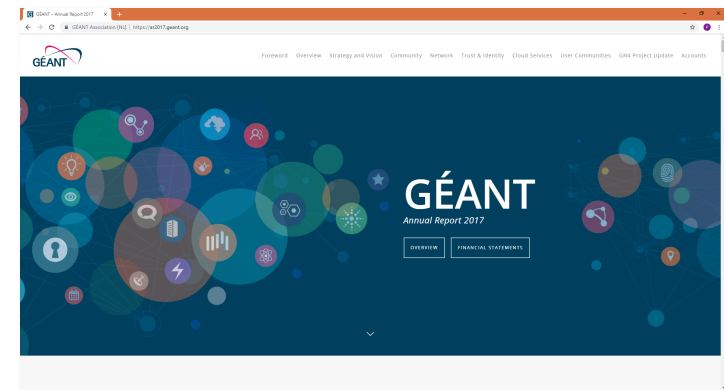 GÉANT – Annual Report 2017
GÉANT Association [NL] | https://ar2017.geant.org
GÉANT
Foreword Overview Strategy and Vision Community Network Trust & Identity Cloud Services User Communities GN4 Project Update Accounts
GÉANT
Annual Report 2017
OVERVIEW FINANCIAL STATEMENTS